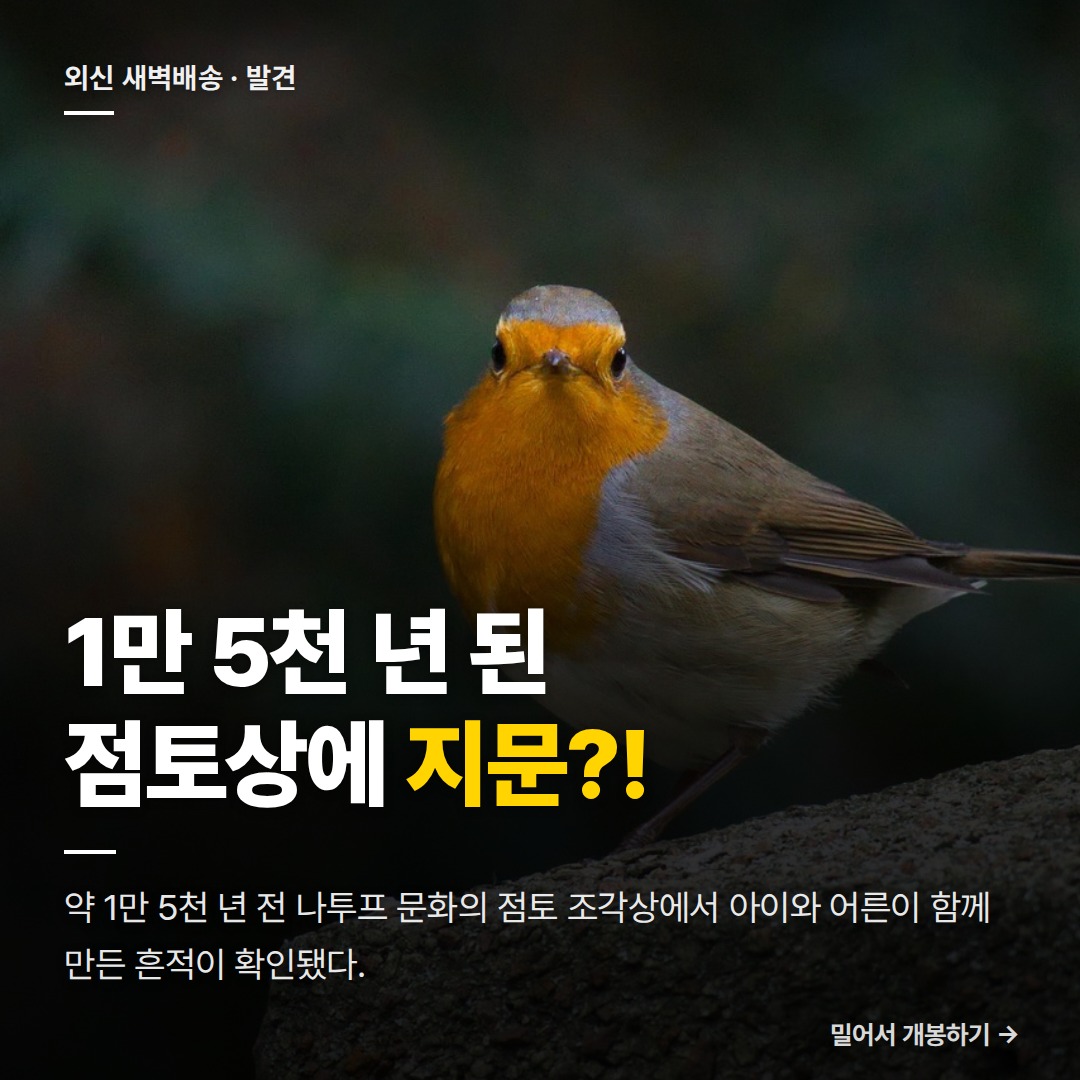 외신 새벽배송 · 발견
1만 5천 년 된
점토상에 지문?!
약 1만 5천 년 전 나투프 문화의 점토 조각상에서 아이와 어른이 함께
만든 흔적이 확인됐다.
밀어서 개봉하기 →